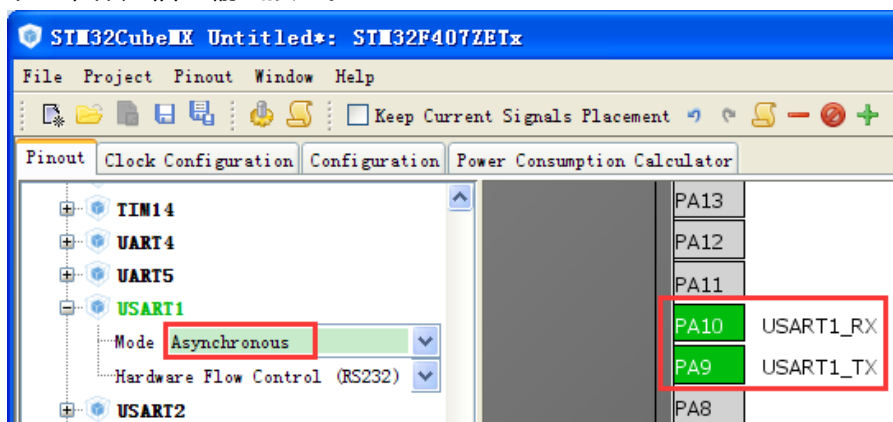 STM32CubeMX Untitled*: STM32F407ZETx
File Project Pinout Window Help
Keep Current Signals Placement
Pinout Clock Configuration Configuration Power Consumption Calculator
TIM14
UART4
UART5
USART1
Mode Asynchronous
Hardware Flow Control (RS232)
USART2
PA13
PA12
PA11
PA10 USART1_RX
PA9 USART1_TX
PA8